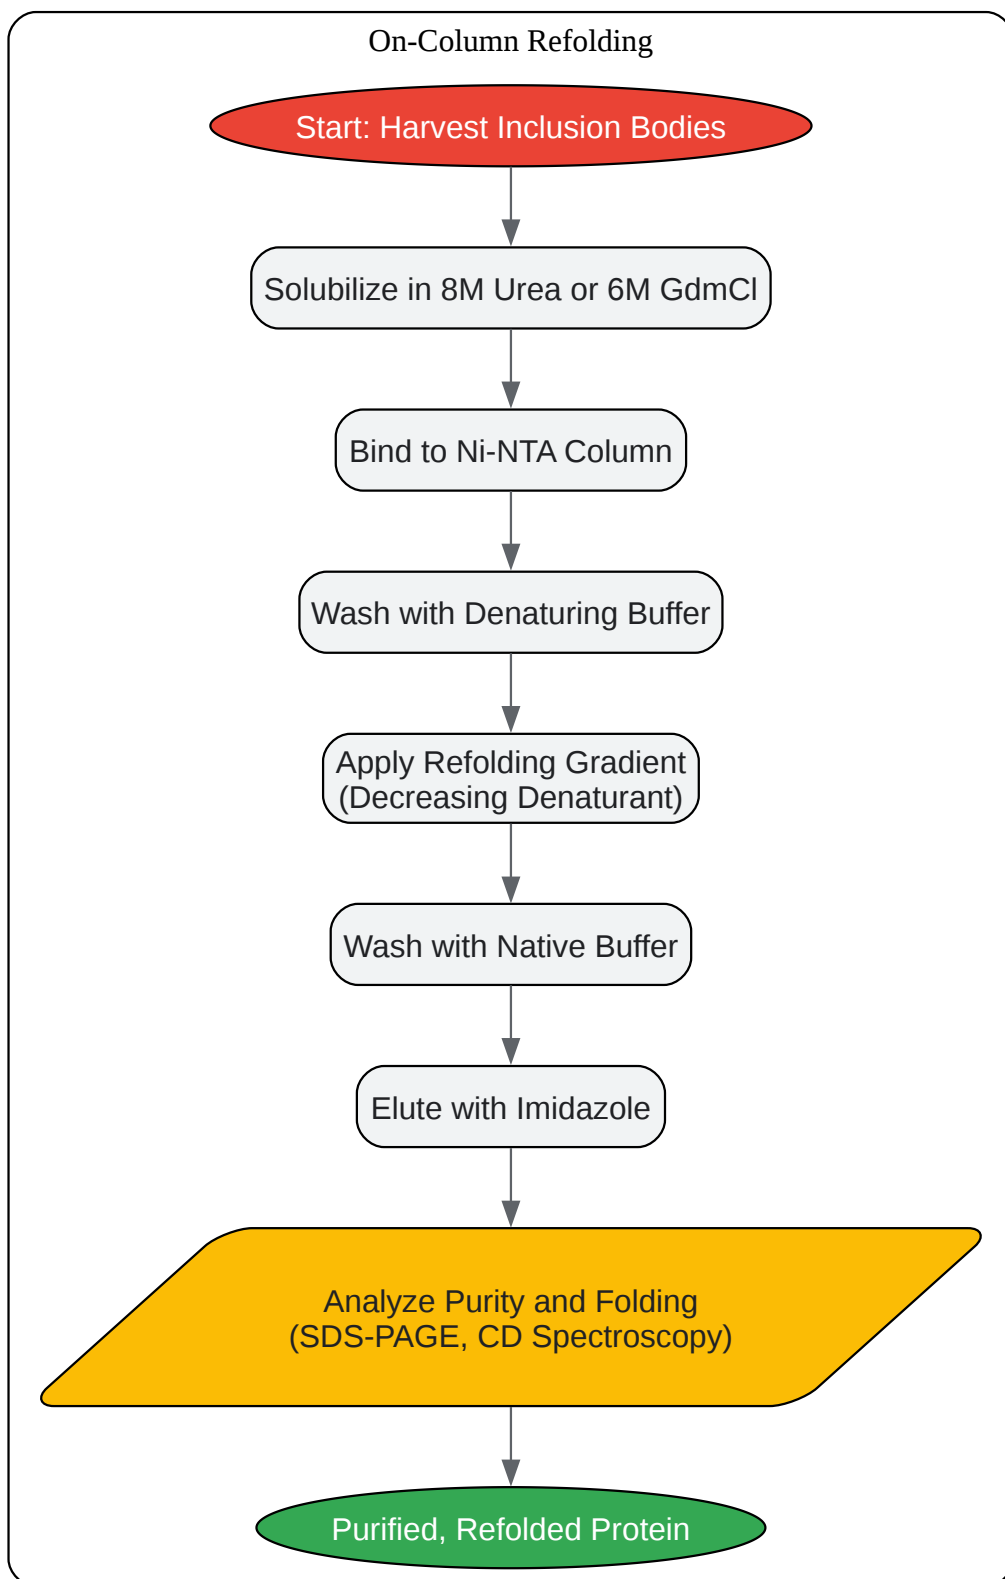 On-Column Refolding
Start: Harvest Inclusion Bodies
Solubilize in 8M Urea or 6M GdmCl
Bind to Ni-NTA Column
Wash with Denaturing Buffer
Apply Refolding Gradient
(Decreasing Denaturant)
Wash with Native Buffer
Elute with Imidazole
Analyze Purity and Folding
(SDS-PAGE, CD Spectroscopy)
Purified, Refolded Protein